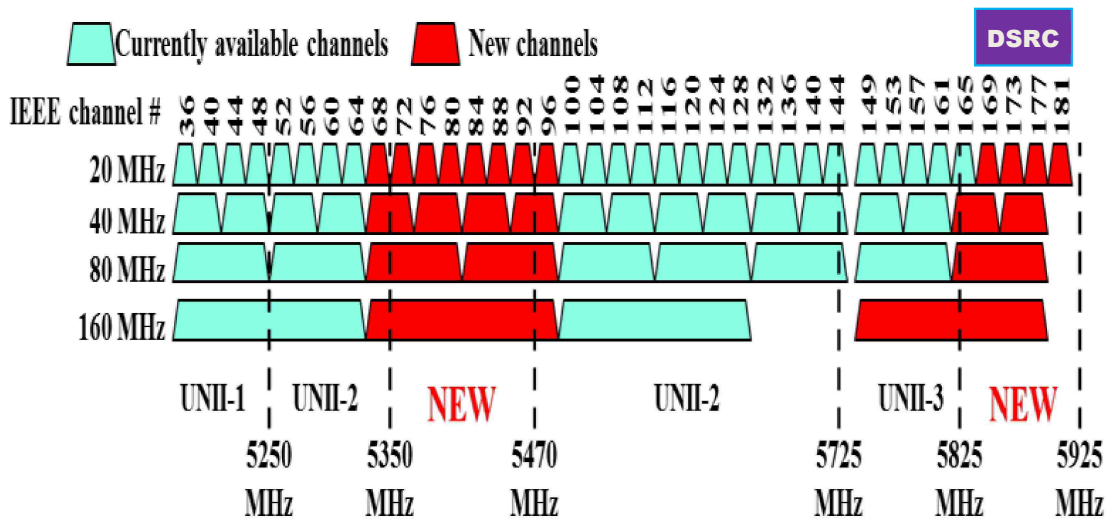 Currently available channels
New channels
DSRC
IEEE channel #
36 40 44 48 52 56 60 64 68 72 76 80 84 88 92 96 100 104 108 112 116 120 124 128 132 136 140 144 149 153 157 161 165 169 173 177 181
20 MHz
40 MHz
80 MHz
160 MHz
UNII-1 UNII-2 NEW UNII-2 UNII-3 NEW
5250 5350 5470 5725 5825 5925
MHz MHz MHz MHz MHz MHz